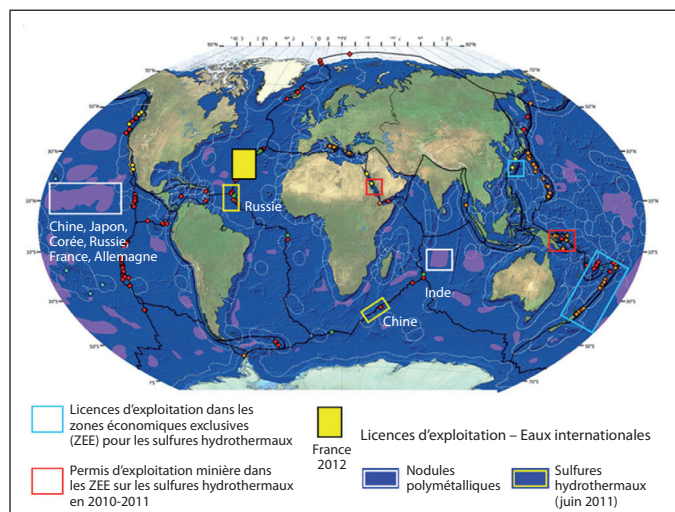 Russie
Chine, Japon,
Corée, Russie,
France, Allemagne
Inde
Chine
Licences d’exploitation dans les
zones économiques exclusives
(ZEE) pour les sulfures hydrothermaux
Permis d’exploitation minière dans
les ZEE sur les sulfures hydrothermaux
en 2010-2011
France
2012
Licences d’exploitation – Eaux internationales
Nodules
polymétalliques
Sulfures
hydrothermaux
(juin 2011)